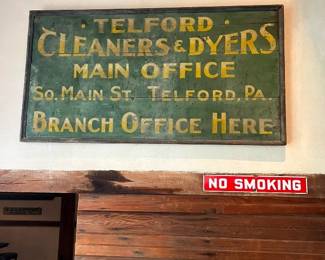 · TELFORD ·
CLEANERS & DYERS
MAIN OFFICE
SO. MAIN ST. TELFORD, PA.
BRANCH OFFICE HERE
NO SMOKING